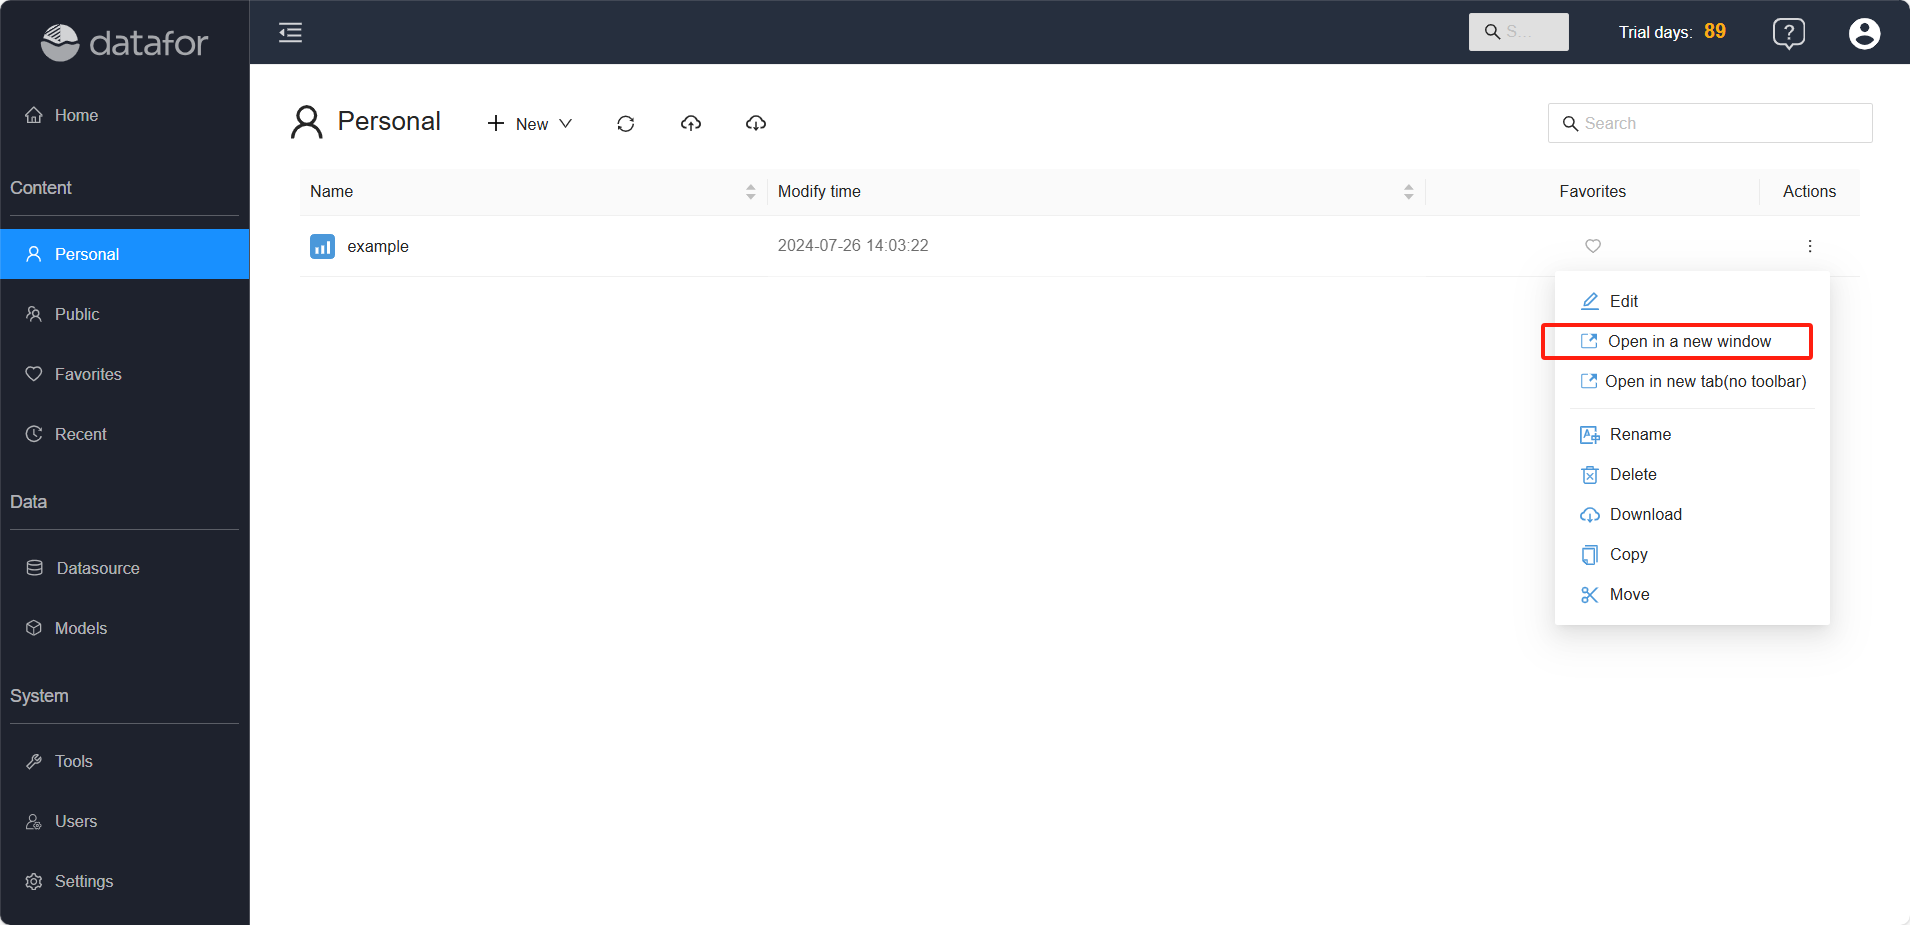 datafor
S...
Trial days: 89
?
Home
Content
Personal
Public
Favorites
Recent
Data
Datasource
Models
System
Tools
Users
Settings
Personal
New
Search
Name
Modify time
Favorites
Actions
example
2024-07-26 14:03:22
Edit
Open in a new window
Open in new tab(no toolbar)
Rename
Delete
Download
Copy
Move